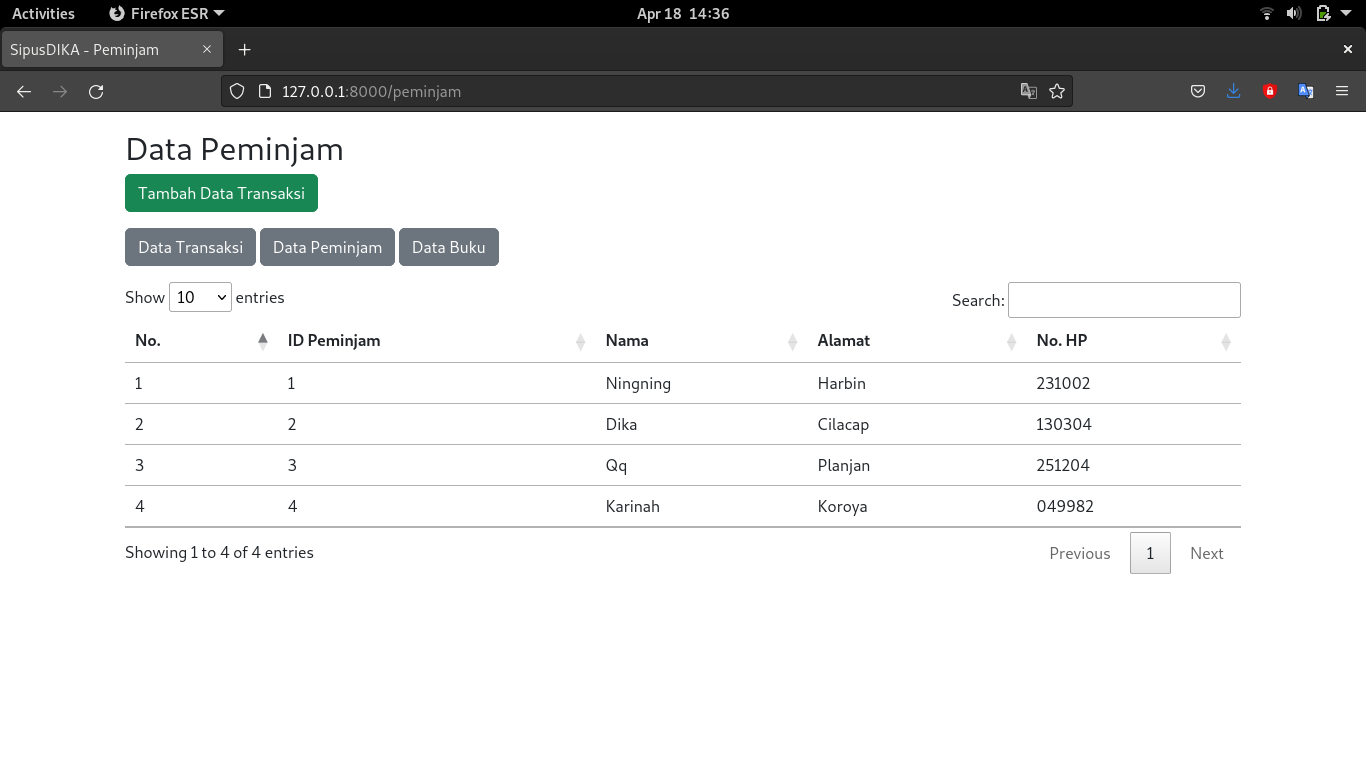 Activities Firefox ESR Apr 18 14:36
SipusDIKA - Peminjam
127.0.0.1:8000/peminjam
Data Peminjam
Tambah Data Transaksi
Data Transaksi Data Peminjam Data Buku
Show 10 entries Search:
No. ID Peminjam Nama Alamat No. HP
1 1 Ningning Harbin 231002
2 2 Dika Cilacap 130304
3 3 Qq Planjan 251204
4 4 Karinah Koroya 049982
Showing 1 to 4 of 4 entries Previous 1 Next